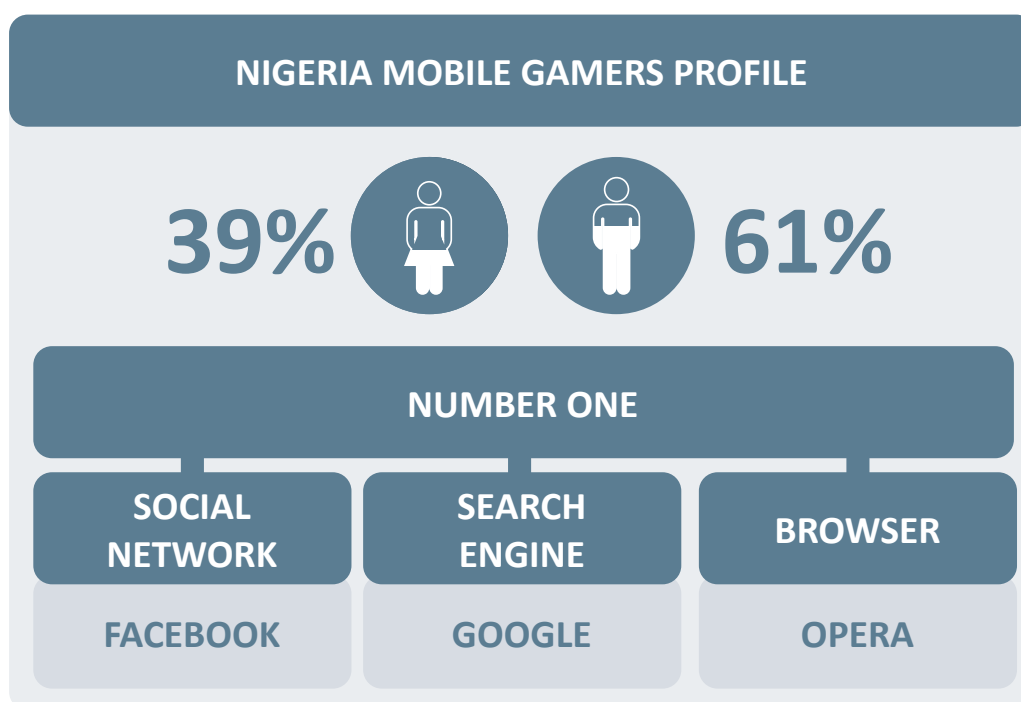 NIGERIA MOBILE GAMERS PROFILE
39%
61%
NUMBER ONE
SOCIAL
NETWORK
SEARCH
ENGINE
BROWSER
FACEBOOK
GOOGLE
OPERA